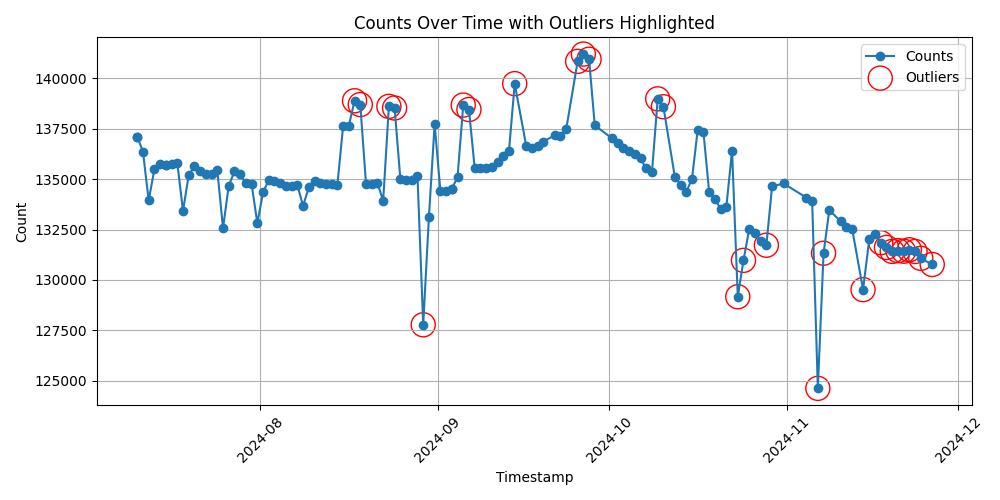 Counts Over Time with Outliers Highlighted
Counts
Outliers
140000
137500
135000
132500
130000
127500
125000
Count
2024-08
2024-09
2024-10
2024-11
2024-12
Timestamp